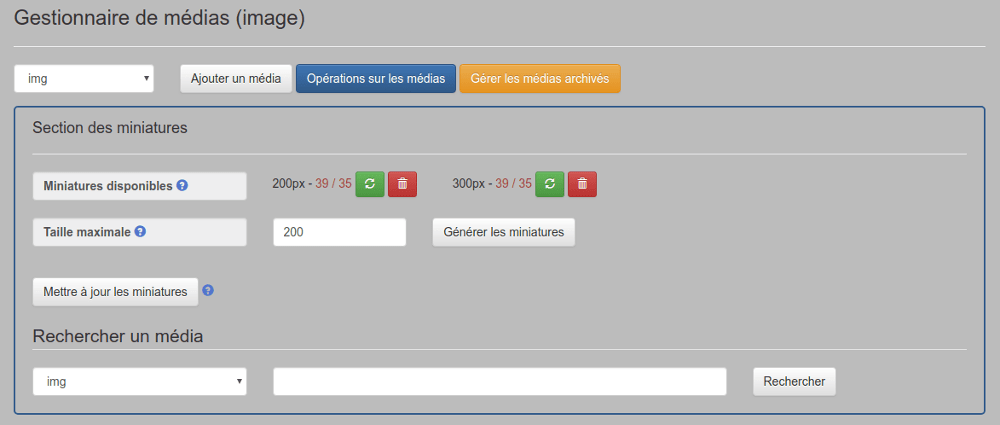 Gestionnaire de médias (image)
img Ajouter un média Opérations sur les médias Gérer les médias archivés
Section des miniatures
Miniatures disponibles ? 200px - 39 / 35 300px - 39 / 35
Taille maximale ? 200 Générer les miniatures
Mettre à jour les miniatures ?
Rechercher un média
img Rechercher